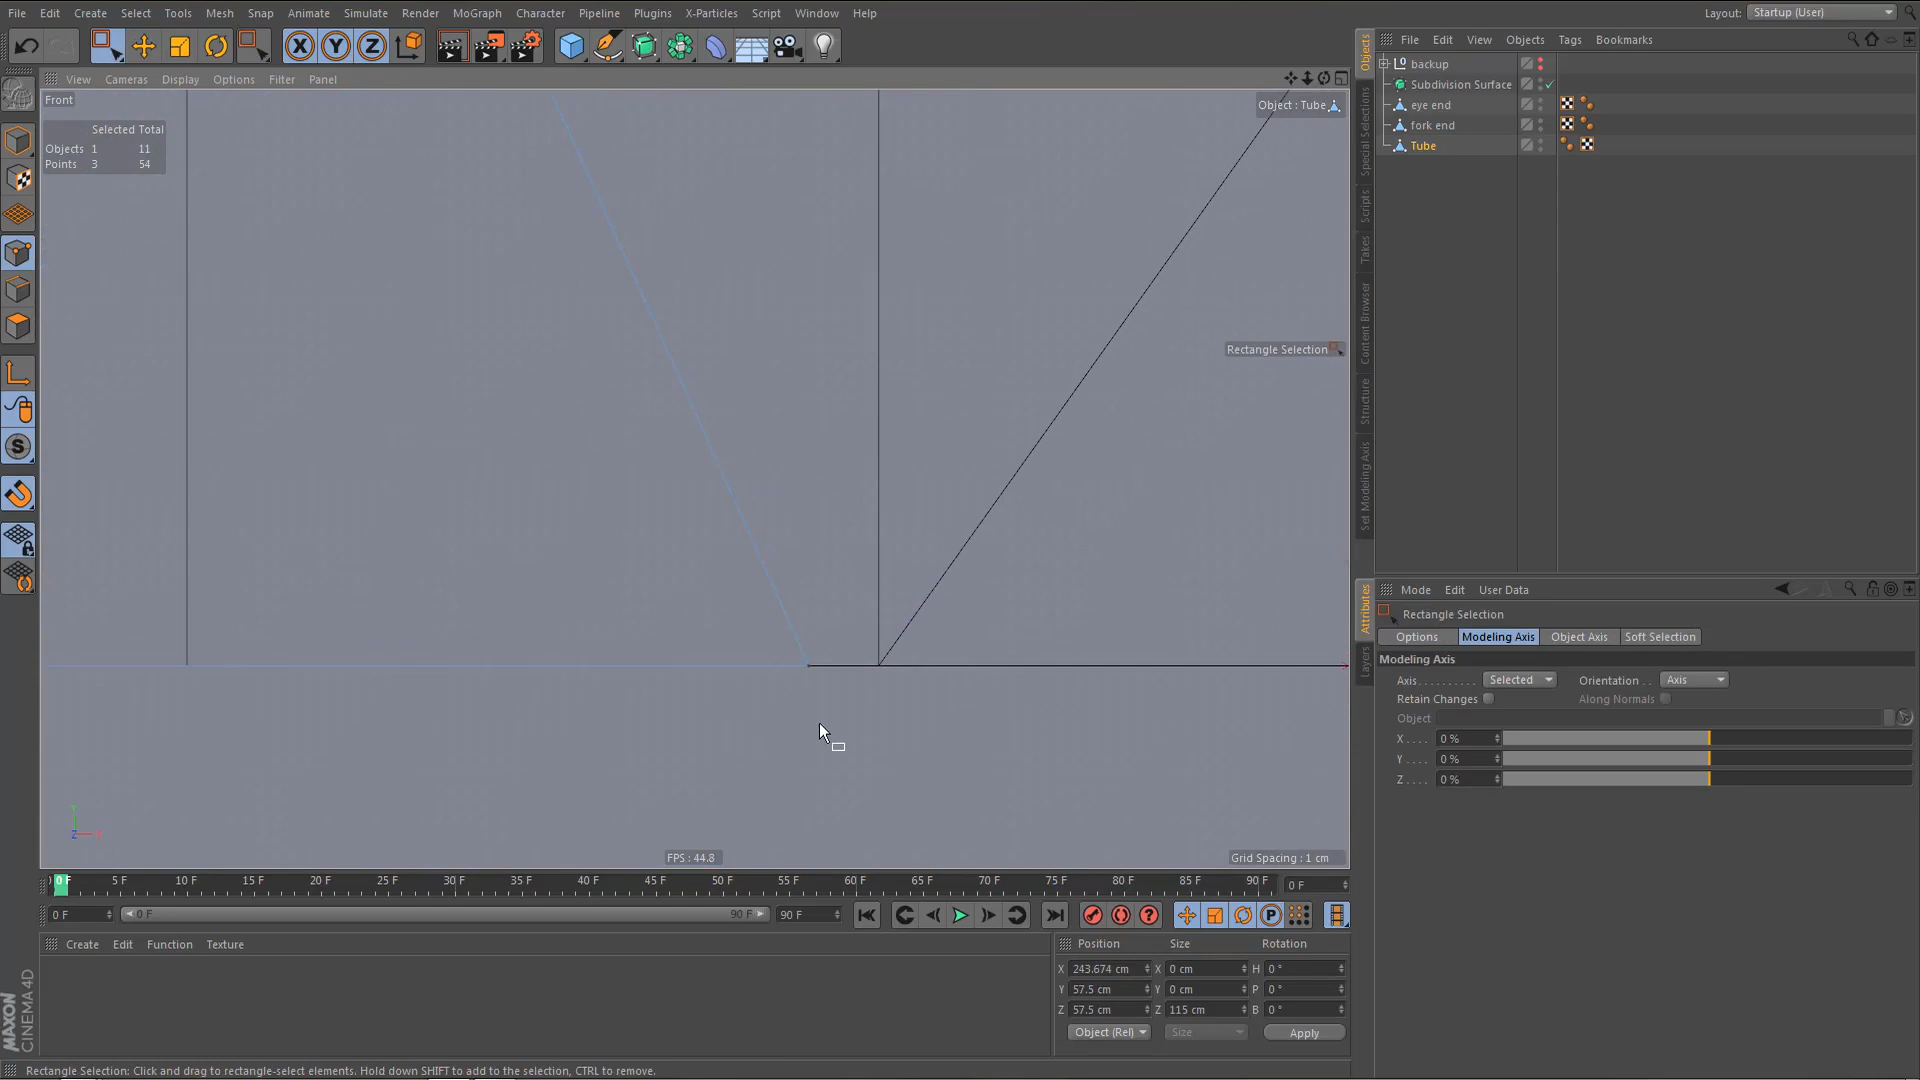 File Edit Create Select Tools Mesh Snap Animate Simulate Render MoGraph Character Pipeline Plugins X-Particles Script Window Help
Layout: Startup (User)
X Y Z
View Cameras Display Options Filter Panel
Front
Object : Tube
Selected Total
Objects 1 11
Points 3 54
Rectangle Selection
Y
Z X
FPS : 44.8
Grid Spacing : 1 cm
0 F 5 F 10 F 15 F 20 F 25 F 30 F 35 F 40 F 45 F 50 F 55 F 60 F 65 F 70 F 75 F 80 F 85 F 90 F
0 F
0 F
0 F
90 F
90 F
P
Create Edit Function Texture
Position Size Rotation
X 243.674 cm X 0 cm H 0 °
Y 57.5 cm Y 0 cm P 0 °
Z 57.5 cm Z 115 cm B 0 °
Object (Rel) Size Apply
MAXON
CINEMA 4D
Rectangle Selection: Click and drag to rectangle-select elements. Hold down SHIFT to add to the selection, CTRL to remove.
Objects
Special Selections
Scripts
Takes
Content Browser
Structure
Set Modeling Axis
Attributes
Layers
File Edit View Objects Tags Bookmarks
backup
Subdivision Surface
eye end
fork end
Tube
Mode Edit User Data
Rectangle Selection
Options Modeling Axis Object Axis Soft Selection
Modeling Axis
Axis Selected Orientation Axis
Retain Changes Along Normals
Object
X 0 %
Y 0 %
Z 0 %